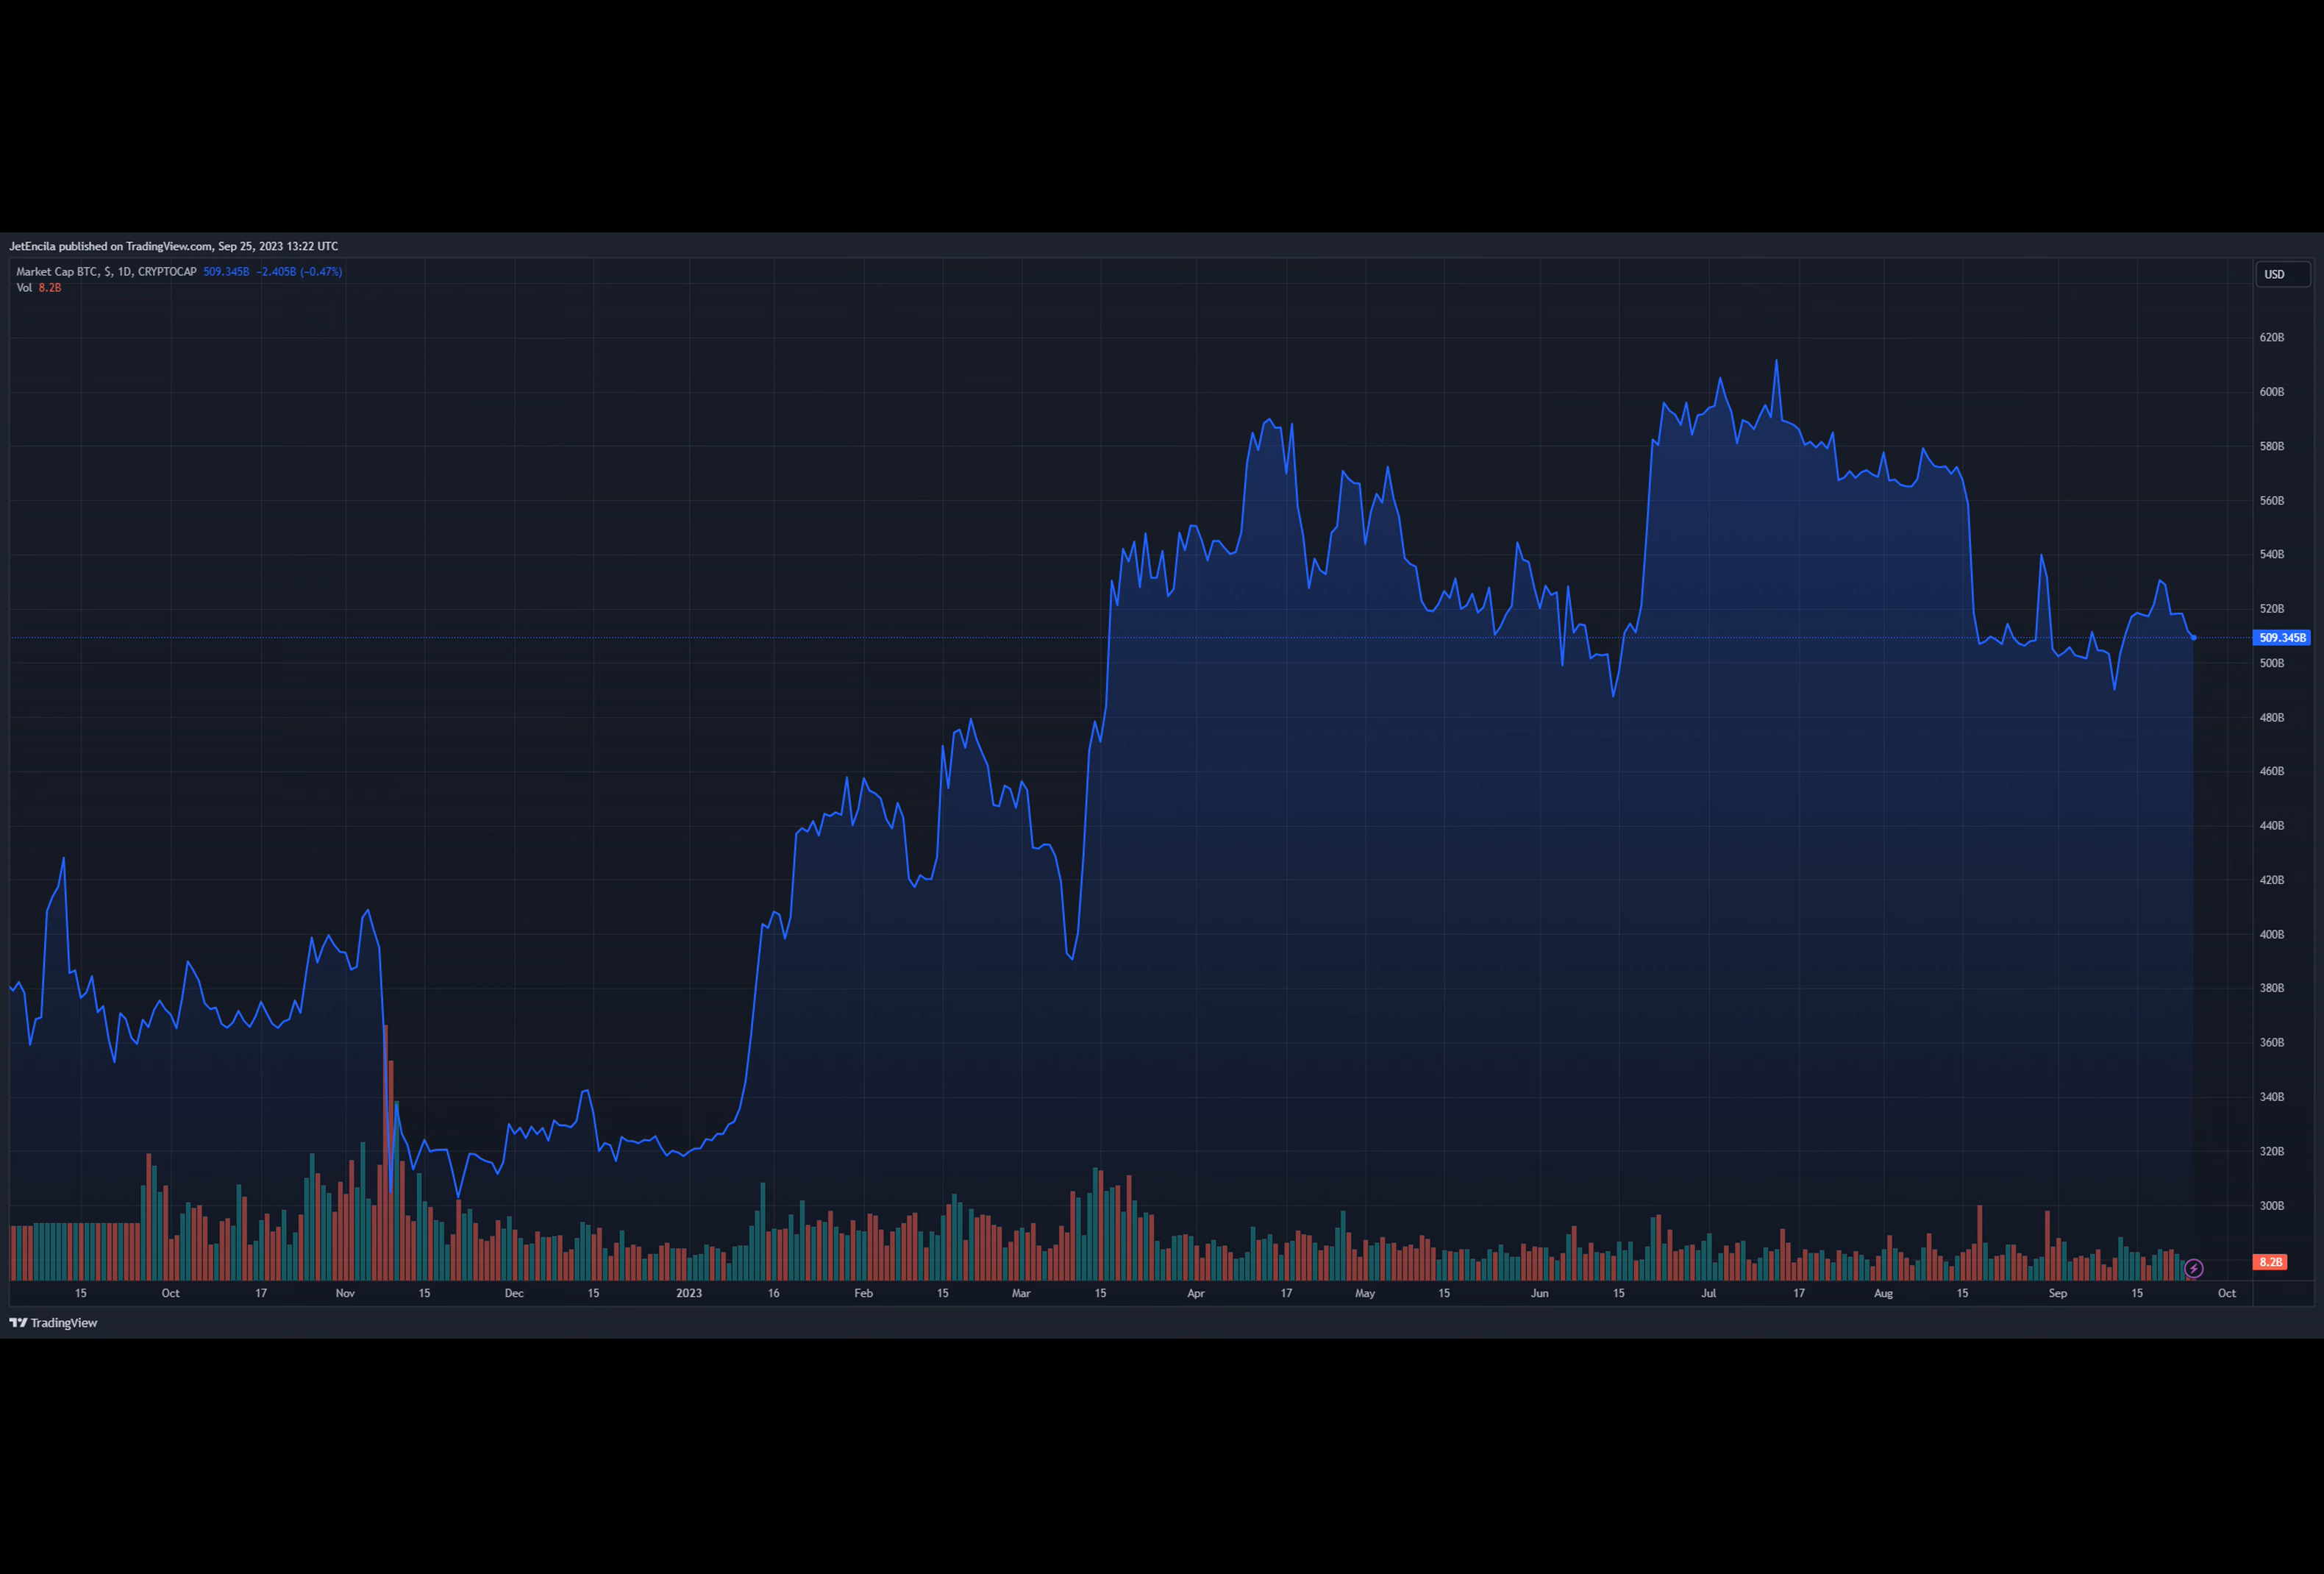 JetEncila published on TradingView.com, Sep 25, 2023 13:22 UTC
Market Cap BTC, $, 1D, CRYPTOCAP 509.345B −2.405B (−0.47%)
Vol 8.2B
USD
620B
600B
580B
560B
540B
520B
509.345B
500B
480B
460B
440B
420B
400B
380B
360B
340B
320B
300B
8.2B
15 Oct 17 Nov 15 Dec 15 2023 16 Feb 15 Mar 15 Apr 17 May 15 Jun 15 Jul 17 Aug 15 Sep 15 Oct
TradingView